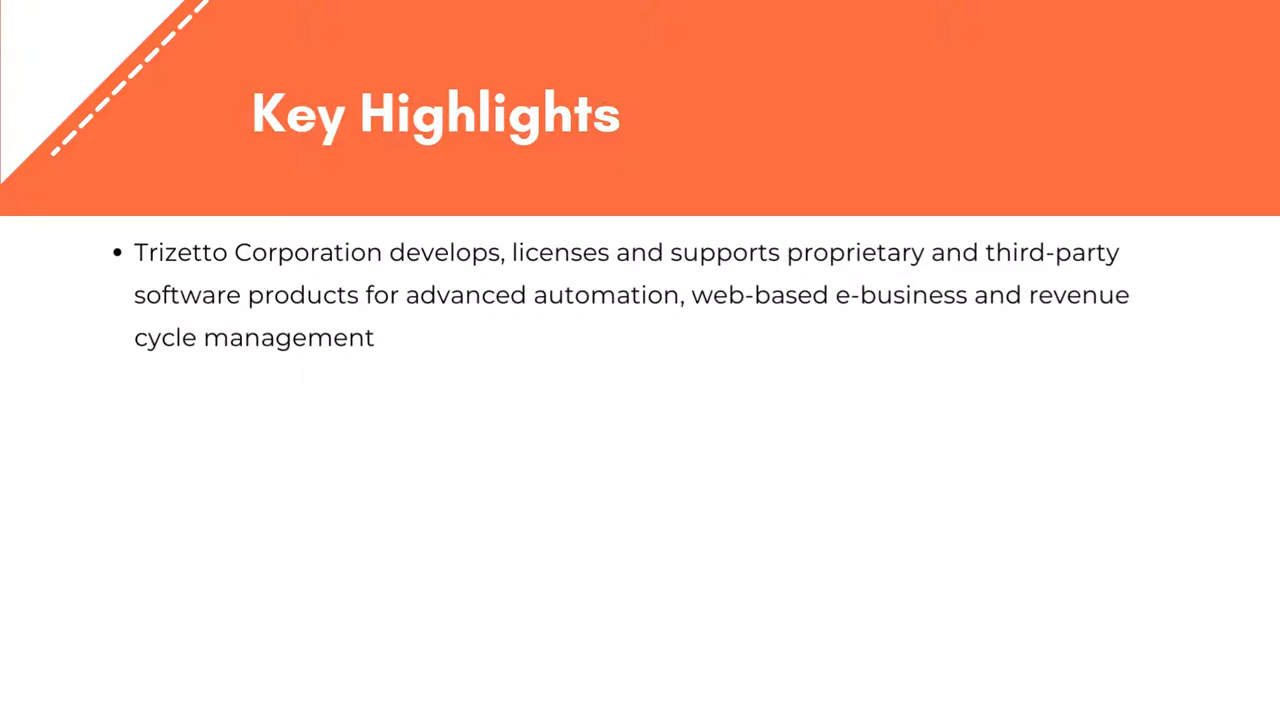 Key Highlights
• Trizetto Corporation develops, licenses and supports proprietary and third-party
software products for advanced automation, web-based e-business and revenue
cycle management